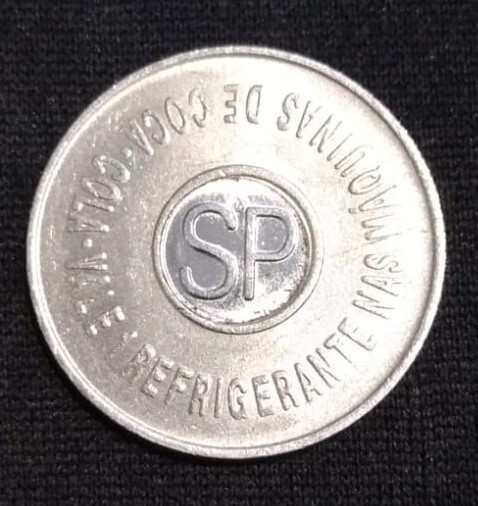 VALE 1 REFRIGERANTE NAS MÁQUINAS DE COCA-COLA •
SP